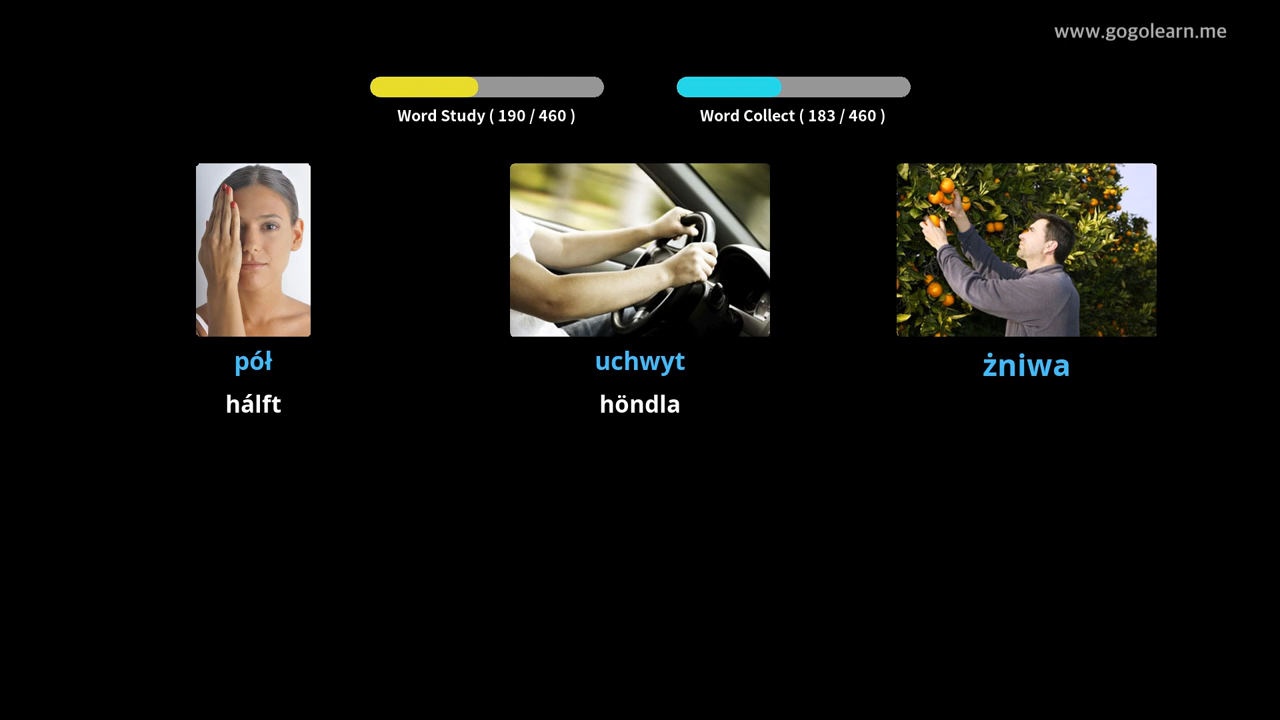 www.gogolearn.me
Word Study ( 190 / 460 )
Word Collect ( 183 / 460 )
pół
uchwyt
żniwa
hálft
höndla